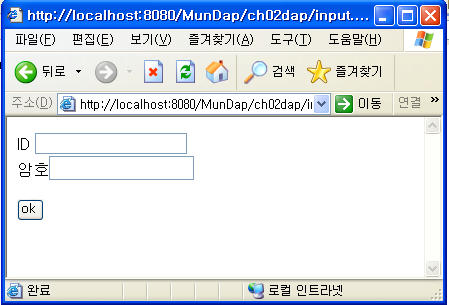 http://localhost:8080/MunDap/ch02dap/input....
파일(F) 편집(E) 보기(V) 즐겨찾기(A) 도구(T) 도움말(H)
뒤로 검색 즐겨찾기
주소(D) http://localhost:8080/MunDap/ch02dap/in 이동 연결 »
ID
암호
ok
완료 로컬 인트라넷